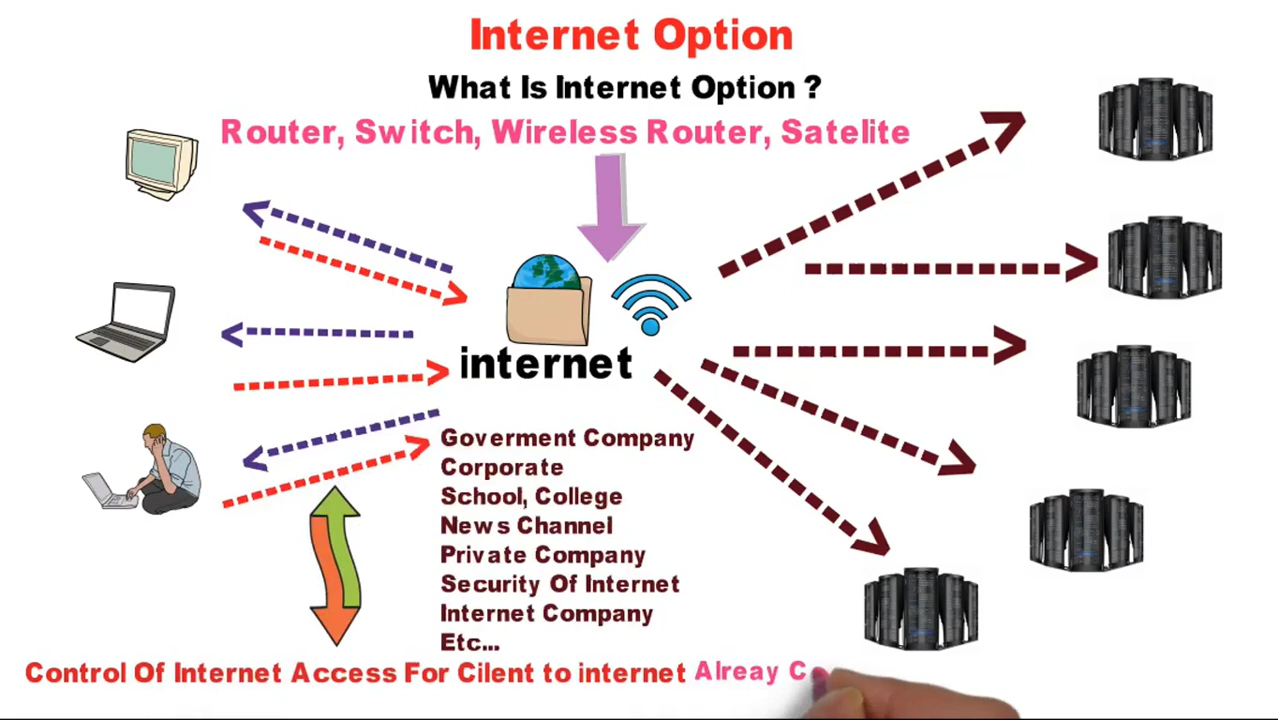 Internet Option
What Is Internet Option ?
Router, Switch, Wireless Router, Satelite
internet
Goverment Company
Corporate
School, College
News Channel
Private Company
Security Of Internet
Internet Company
Etc...
Control Of Internet Access For Cilent to internet Alreay C